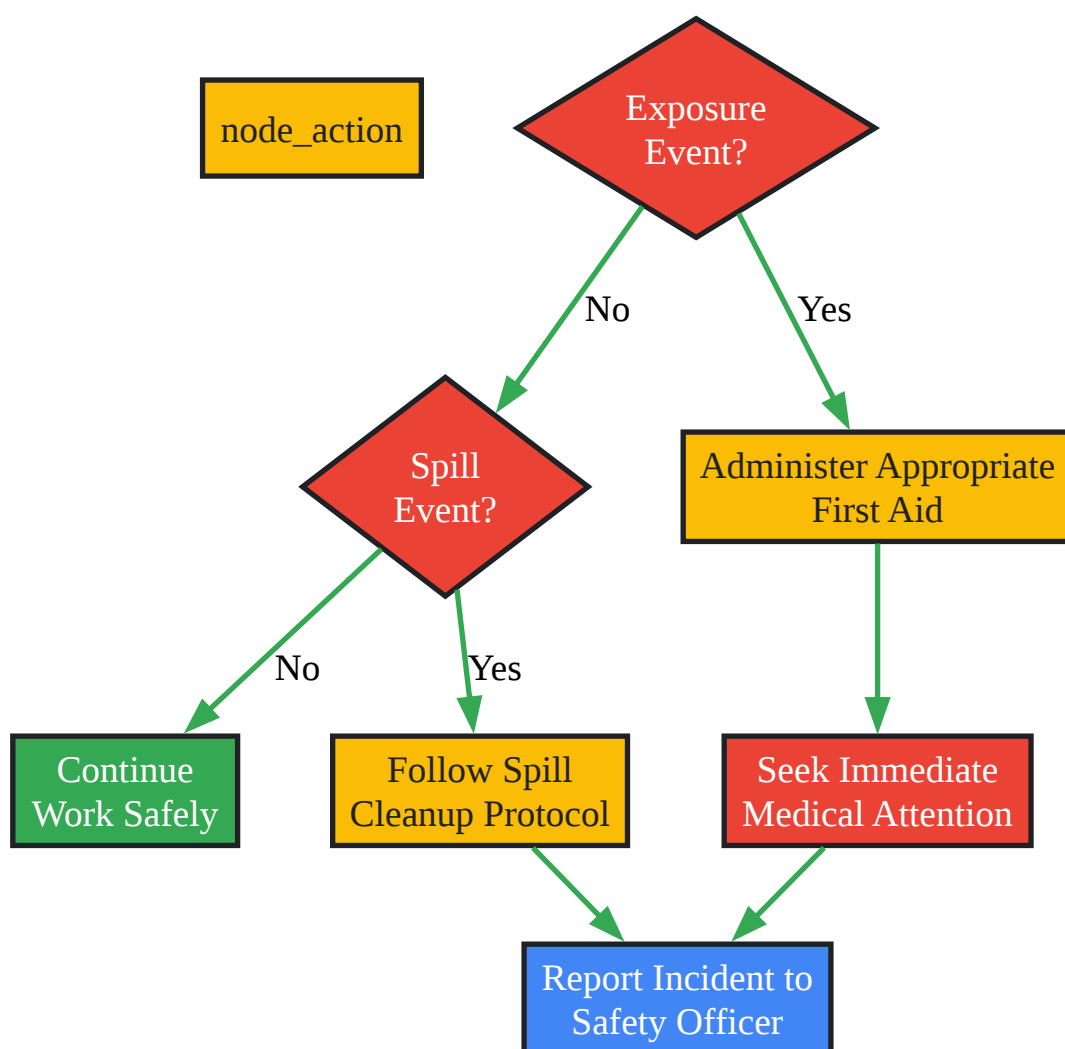 node_action
Exposure
Event?
No
Yes
Spill
Event?
Administer Appropriate
First Aid
No
Yes
Continue
Work Safely
Follow Spill
Cleanup Protocol
Seek Immediate
Medical Attention
Report Incident to
Safety Officer